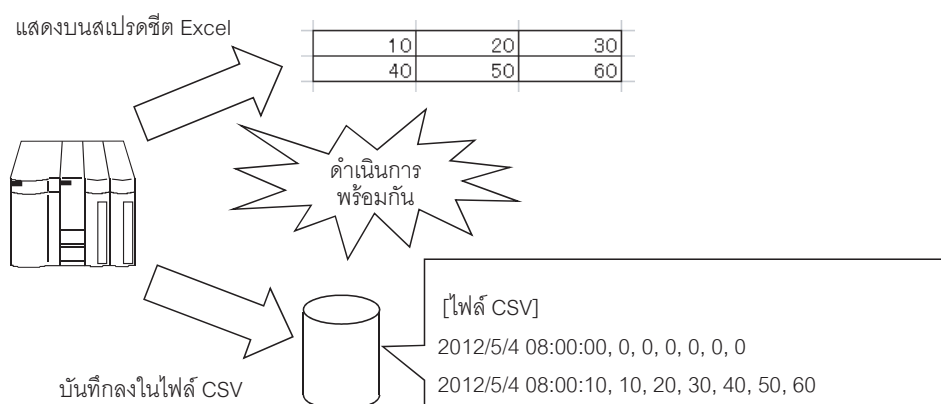 แสดงบนสเปรดชีต Excel
10 20 30
40 50 60
ดำเนินการ
พร้อมกัน
[ไฟล์ CSV]
2012/5/4 08:00:00, 0, 0, 0, 0, 0, 0
2012/5/4 08:00:10, 10, 20, 30, 40, 50, 60
บันทึกลงในไฟล์ CSV